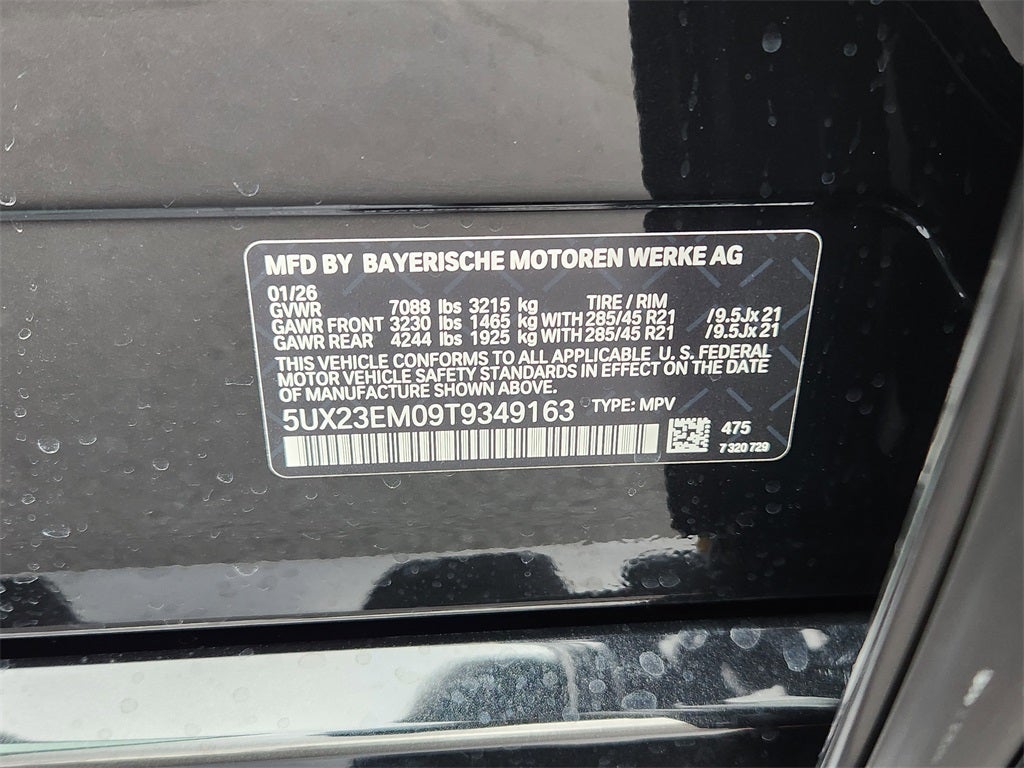 MFD BY BAYERISCHE MOTOREN WERKE AG
01/26
GVWR 7088 lbs 3215 kg TIRE / RIM
GAWR FRONT 3230 lbs 1465 kg WITH 285/45 R21 /9.5Jx21
GAWR REAR 4244 lbs 1925 kg WITH 285/45 R21 /9.5Jx21
THIS VEHICLE CONFORMS TO ALL APPLICABLE U. S. FEDERAL
MOTOR VEHICLE SAFETY STANDARDS IN EFFECT ON THE DATE
OF MANUFACTURE SHOWN ABOVE.
5UX23EM09T9349163 TYPE: MPV
475
7 320 729